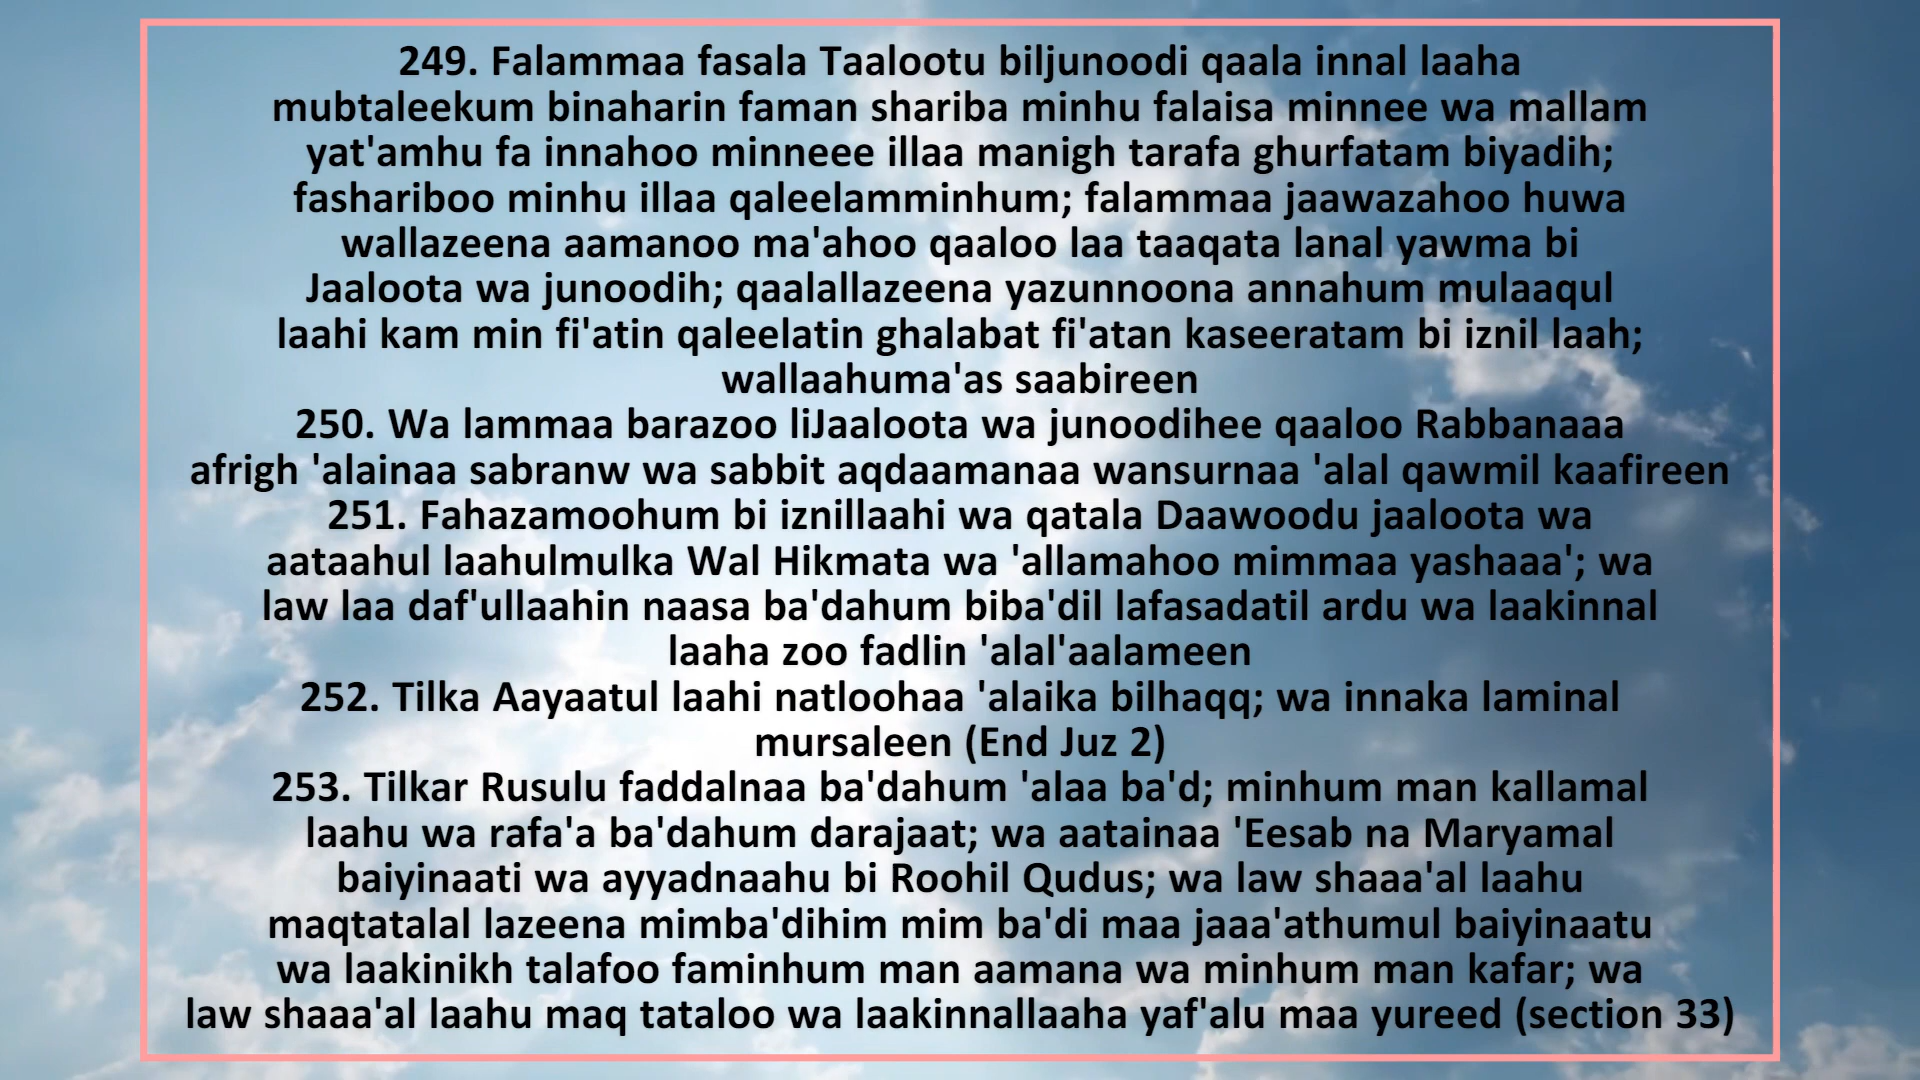 249. Falammaa fasala Taalootu biljunoodi qaala innal laaha
mubtaleekum binaharin faman shariba minhu falaisa minnee wa mallam
yat'amhu fa innahoo minneee illaa manigh tarafa ghurfatam biyadih;
fashariboo minhu illaa qaleelamminhum; falammaa jaawazahoo huwa
wallazeena aamanoo ma'ahoo qaaloo laa taaqata lanal yawma bi
Jaaloota wa junoodih; qaalallazeena yazunnoona annahum mulaaqul
laahi kam min fi'atin qaleelatin ghalabat fi'atan kaseeratam bi iznil laah;
wallaahuma'as saabireen
250. Wa lammaa barazoo liJaaloota wa junoodihee qaaloo Rabbanaaa
afrigh 'alainaa sabranw wa sabbit aqdaamanaa wansurnaa 'alal qawmil kaafireen
251. Fahazamoohum bi iznillaahi wa qatala Daawoodu jaaloota wa
aataahul laahulmulka Wal Hikmata wa 'allamahoo mimmaa yashaaa'; wa
law laa daf'ullaahin naasa ba'dahum biba'dil lafasadatil ardu wa laakinnal
laaha zoo fadlin 'alal'aalameen
252. Tilka Aayaatul laahi natloohaa 'alaika bilhaqq; wa innaka laminal
mursaleen (End Juz 2)
253. Tilkar Rusulu faddalnaa ba'dahum 'alaa ba'd; minhum man kallamal
laahu wa rafa'a ba'dahum darajaat; wa aatainaa 'Eesab na Maryamal
baiyinaati wa ayyadnaahu bi Roohil Qudus; wa law shaaa'al laahu
maqtatalal lazeena mimba'dihim mim ba'di maa jaaa'athumul baiyinaatu
wa laakinikh talafoo faminhum man aamana wa minhum man kafar; wa
law shaaa'al laahu maq tataloo wa laakinnallaaha yaf'alu maa yureed (section 33)